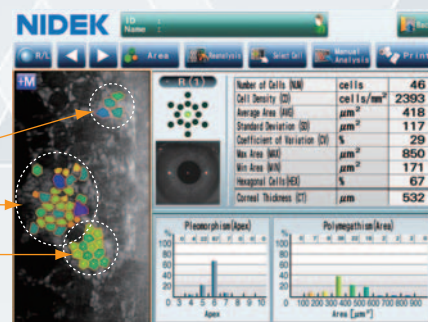 NIDEK
ID :
Name :
R/L
Area
Reanalysis
Select Cell
Manual Analysis
Print
+M
R (1)
Number of Cells (NUM) cells 46
Cell Density (CD) cells/mm² 2393
Average Area (AVG) μm² 418
Standard Deviation (SD) μm² 117
Coefficient of Variation (CV) % 29
Max Area (MAX) μm² 850
Min Area (MIN) μm² 171
Hexagonal Cells(HEX) % 67
Corneal Thickness (CT) μm 532
Pleomorphism(Apex)
%
100
80
60
40
20
0
3 4 5 6 7 8 9 10
Apex
Polymegathism(Area)
%
100
80
60
40
20
0
100 200 300 400 500 600 700 800 900
Area [μm²]